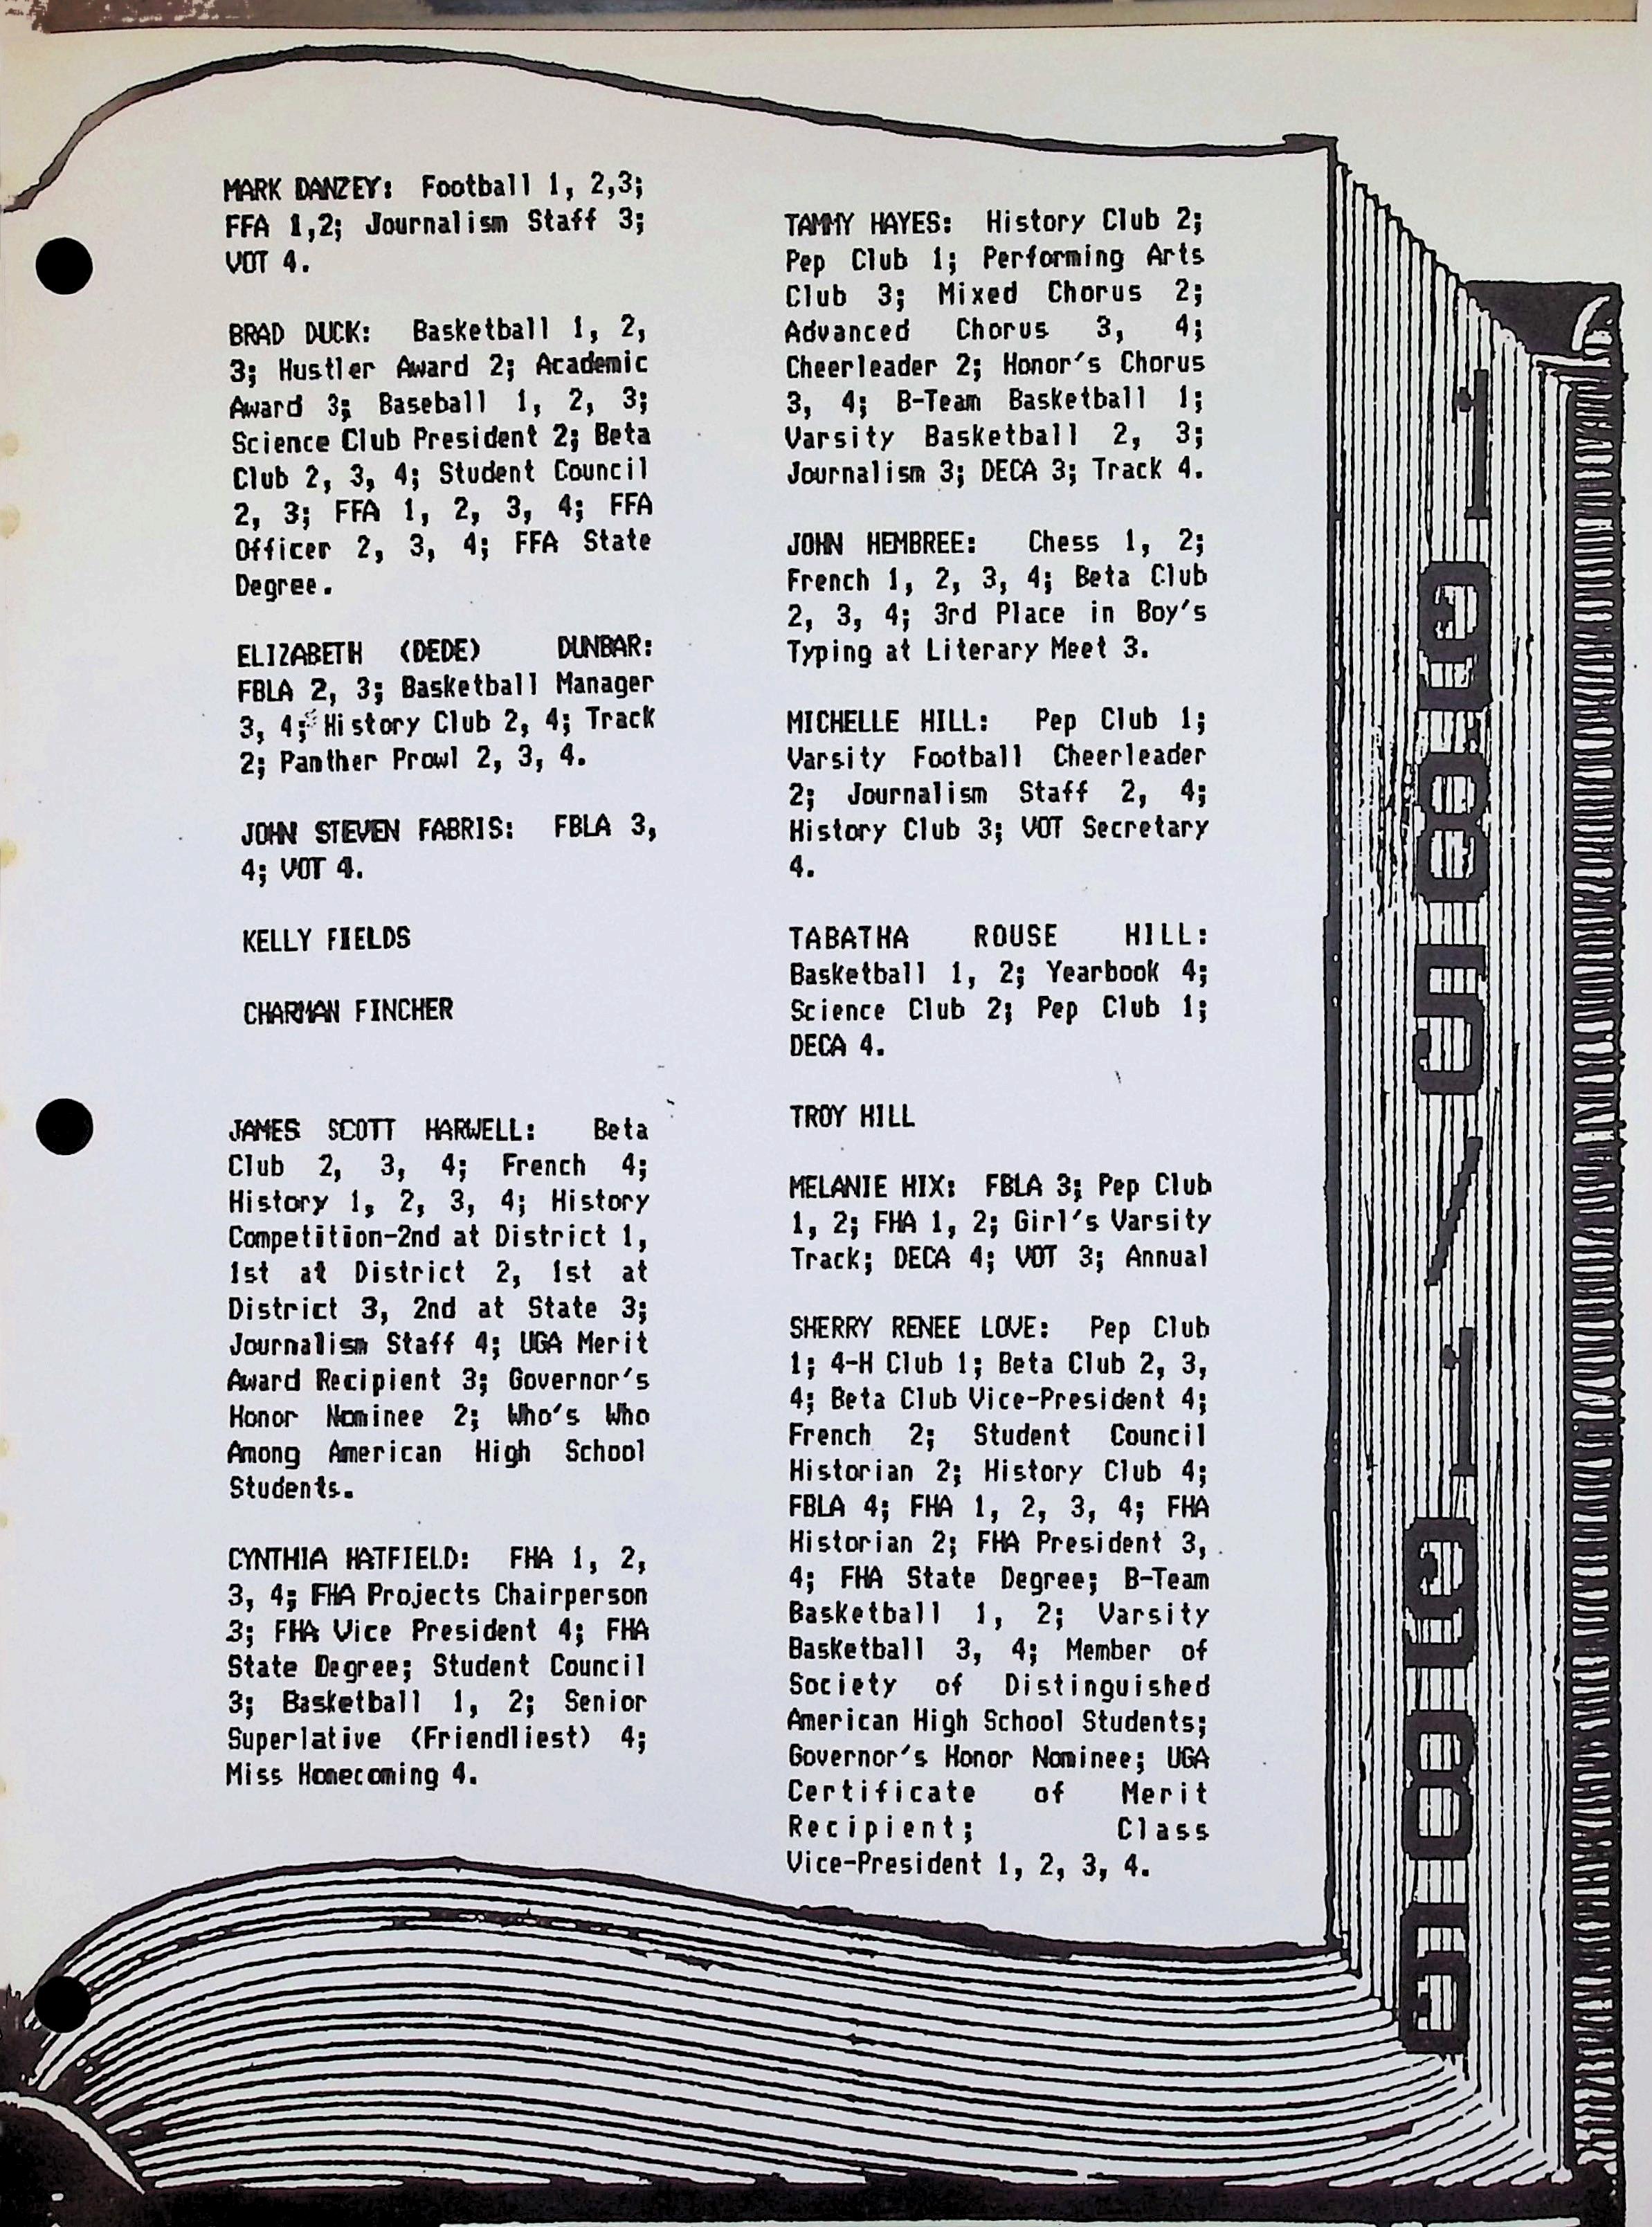 MARK DANZEY: Football 1, 2,3;
FFA 1,2; Journalism Staff 3;
VOT 4.
BRAD DUCK: Basketball 1, 2,
3; Hustler Award 2; Academic
Award 3; Baseball 1, 2, 3;
Science Club President 2; Beta
Club 2, 3, 4; Student Council
2, 3; FFA 1, 2, 3, 4; FFA
Officer 2, 3, 4; FFA State
Degree.
ELIZABETH (DEDE) DUNBAR:
FBLA 2, 3; Basketball Manager
3, 4; History Club 2, 4; Track
2; Panther Prowl 2, 3, 4.
JOHN STEVEN FABRIS: FBLA 3,
4; VOT 4.
KELLY FIELDS
CHARMAN FINCHER
JAMES SCOTT HARWELL: Beta
Club 2, 3, 4; French 4;
History 1, 2, 3, 4; History
Competition-2nd at District 1,
1st at District 2, 1st at
District 3, 2nd at State 3;
Journalism Staff 4; UGA Merit
Award Recipient 3; Governor's
Honor Nominee 2; Who's Who
Among American High School
Students.
CYNTHIA HATFIELD: FHA 1, 2,
3, 4; FHA Projects Chairperson
3; FHA Vice President 4; FHA
State Degree; Student Council
3; Basketball 1, 2; Senior
Superlative (Friendliest) 4;
Miss Homecoming 4.
TAMMY HAYES: History Club 2;
Pep Club 1; Performing Arts
Club 3; Mixed Chorus 2;
Advanced Chorus 3, 4;
Cheerleader 2; Honor's Chorus
3, 4; B-Team Basketball 1;
Varsity Basketball 2, 3;
Journalism 3; DECA 3; Track 4.
JOHN HEMBREE: Chess 1, 2;
French 1, 2, 3, 4; Beta Club
2, 3, 4; 3rd Place in Boy's
Typing at Literary Meet 3.
MICHELLE HILL: Pep Club 1;
Varsity Football Cheerleader
2; Journalism Staff 2, 4;
History Club 3; VOT Secretary
4.
TABATHA ROUSE HILL:
Basketball 1, 2; Yearbook 4;
Science Club 2; Pep Club 1;
DECA 4.
TROY HILL
MELANIE HIX: FBLA 3; Pep Club
1, 2; FHA 1, 2; Girl's Varsity
Track; DECA 4; VOT 3; Annual
SHERRY RENEE LOVE: Pep Club
1; 4-H Club 1; Beta Club 2, 3,
4; Beta Club Vice-President 4;
French 2; Student Council
Historian 2; History Club 4;
FBLA 4; FHA 1, 2, 3, 4; FHA
Historian 2; FHA President 3,
4; FHA State Degree; B-Team
Basketball 1, 2; Varsity
Basketball 3, 4; Member of
Society of Distinguished
American High School Students;
Governor's Honor Nominee; UGA
Certificate of Merit
Recipient; Class
Vice-President 1, 2, 3, 4.
1985/1986